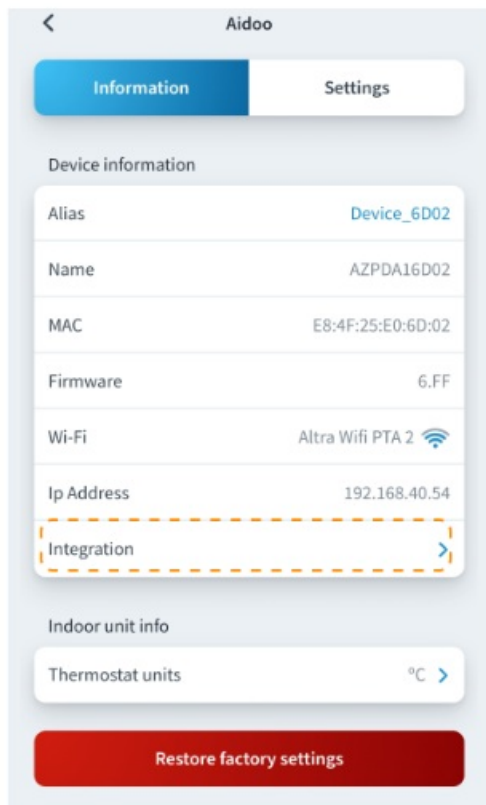 Aidoo
Information Settings
Device information
Alias Device_6D02
Name AZPDA16D02
MAC E8:4F:25:E0:6D:02
Firmware 6.FF
Wi-Fi Altra Wifi PTA 2
Ip Address 192.168.40.54
Integration
Indoor unit info
Thermostat units ºC
Restore factory settings